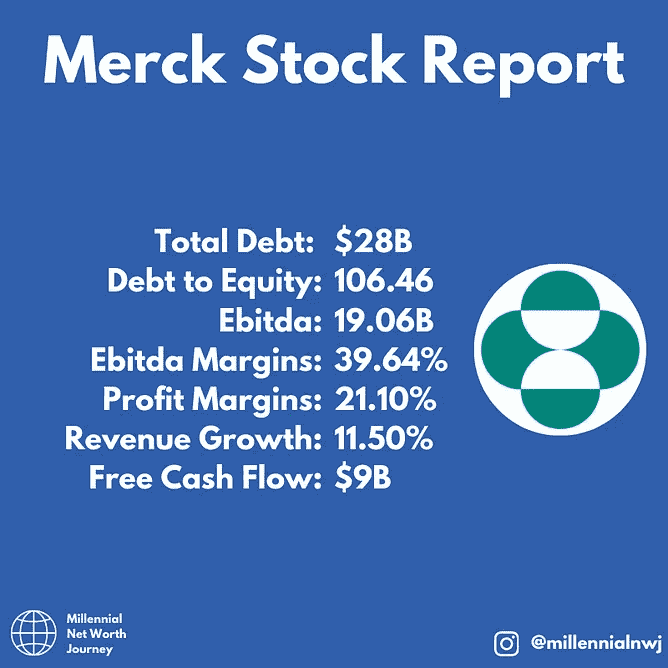 Merck Stock Report
Total Debt: $28B
Debt to Equity: 106.46
Ebitda: 19.06B
Ebitda Margins: 39.64%
Profit Margins: 21.10%
Revenue Growth: 11.50%
Free Cash Flow: $9B
Millennial
Net Worth
Journey
@millennialnwj